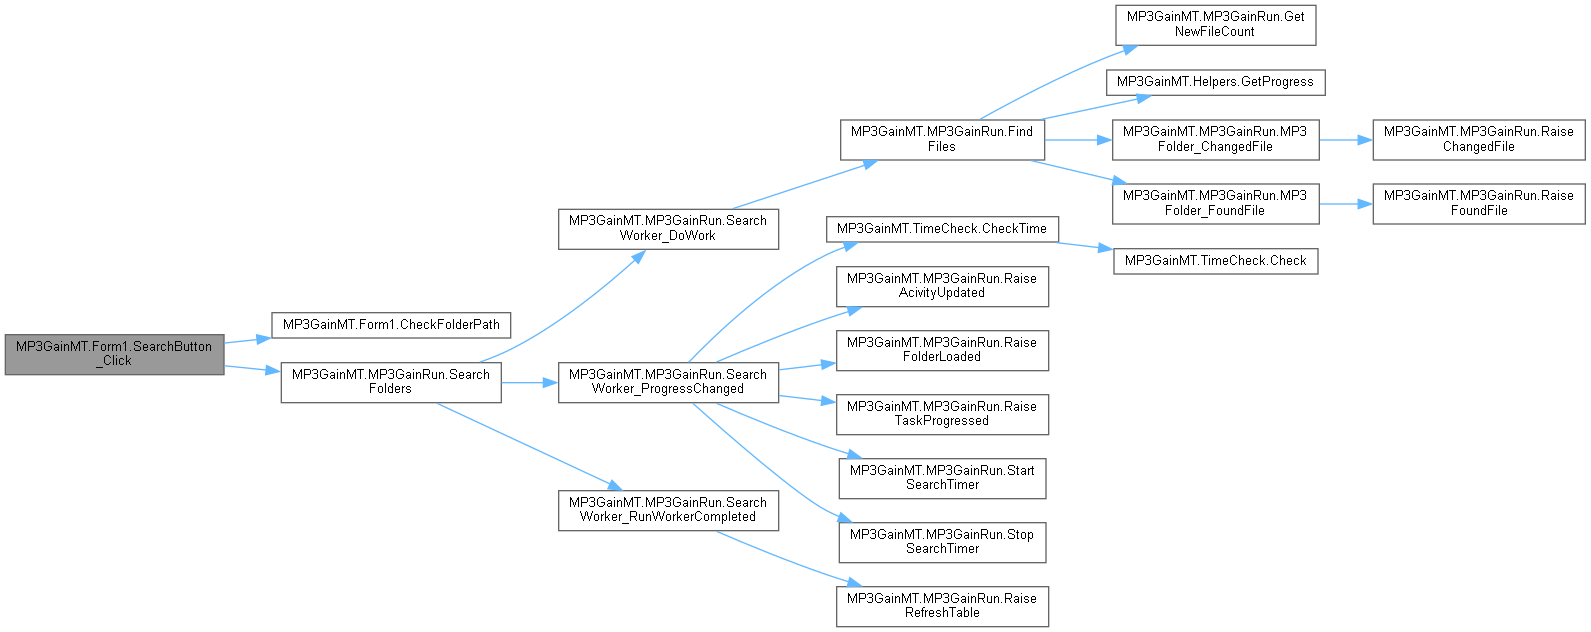 MP3GainMT.Form1.SearchButton
_Click
MP3GainMT.Form1.CheckFolderPath
MP3GainMT.MP3GainRun.Search
Folders
MP3GainMT.MP3GainRun.Search
Worker_DoWork
MP3GainMT.MP3GainRun.Search
Worker_ProgressChanged
MP3GainMT.MP3GainRun.Search
Worker_RunWorkerCompleted
MP3GainMT.MP3GainRun.Find
Files
MP3GainMT.TimeCheck.CheckTime
MP3GainMT.MP3GainRun.Raise
AcivityUpdated
MP3GainMT.MP3GainRun.Raise
FolderLoaded
MP3GainMT.MP3GainRun.Raise
TaskProgressed
MP3GainMT.MP3GainRun.Start
SearchTimer
MP3GainMT.MP3GainRun.Stop
SearchTimer
MP3GainMT.MP3GainRun.Raise
RefreshTable
MP3GainMT.MP3GainRun.Get
NewFileCount
MP3GainMT.Helpers.GetProgress
MP3GainMT.MP3GainRun.MP3
Folder_ChangedFile
MP3GainMT.MP3GainRun.MP3
Folder_FoundFile
MP3GainMT.TimeCheck.Check
MP3GainMT.MP3GainRun.Raise
ChangedFile
MP3GainMT.MP3GainRun.Raise
FoundFile